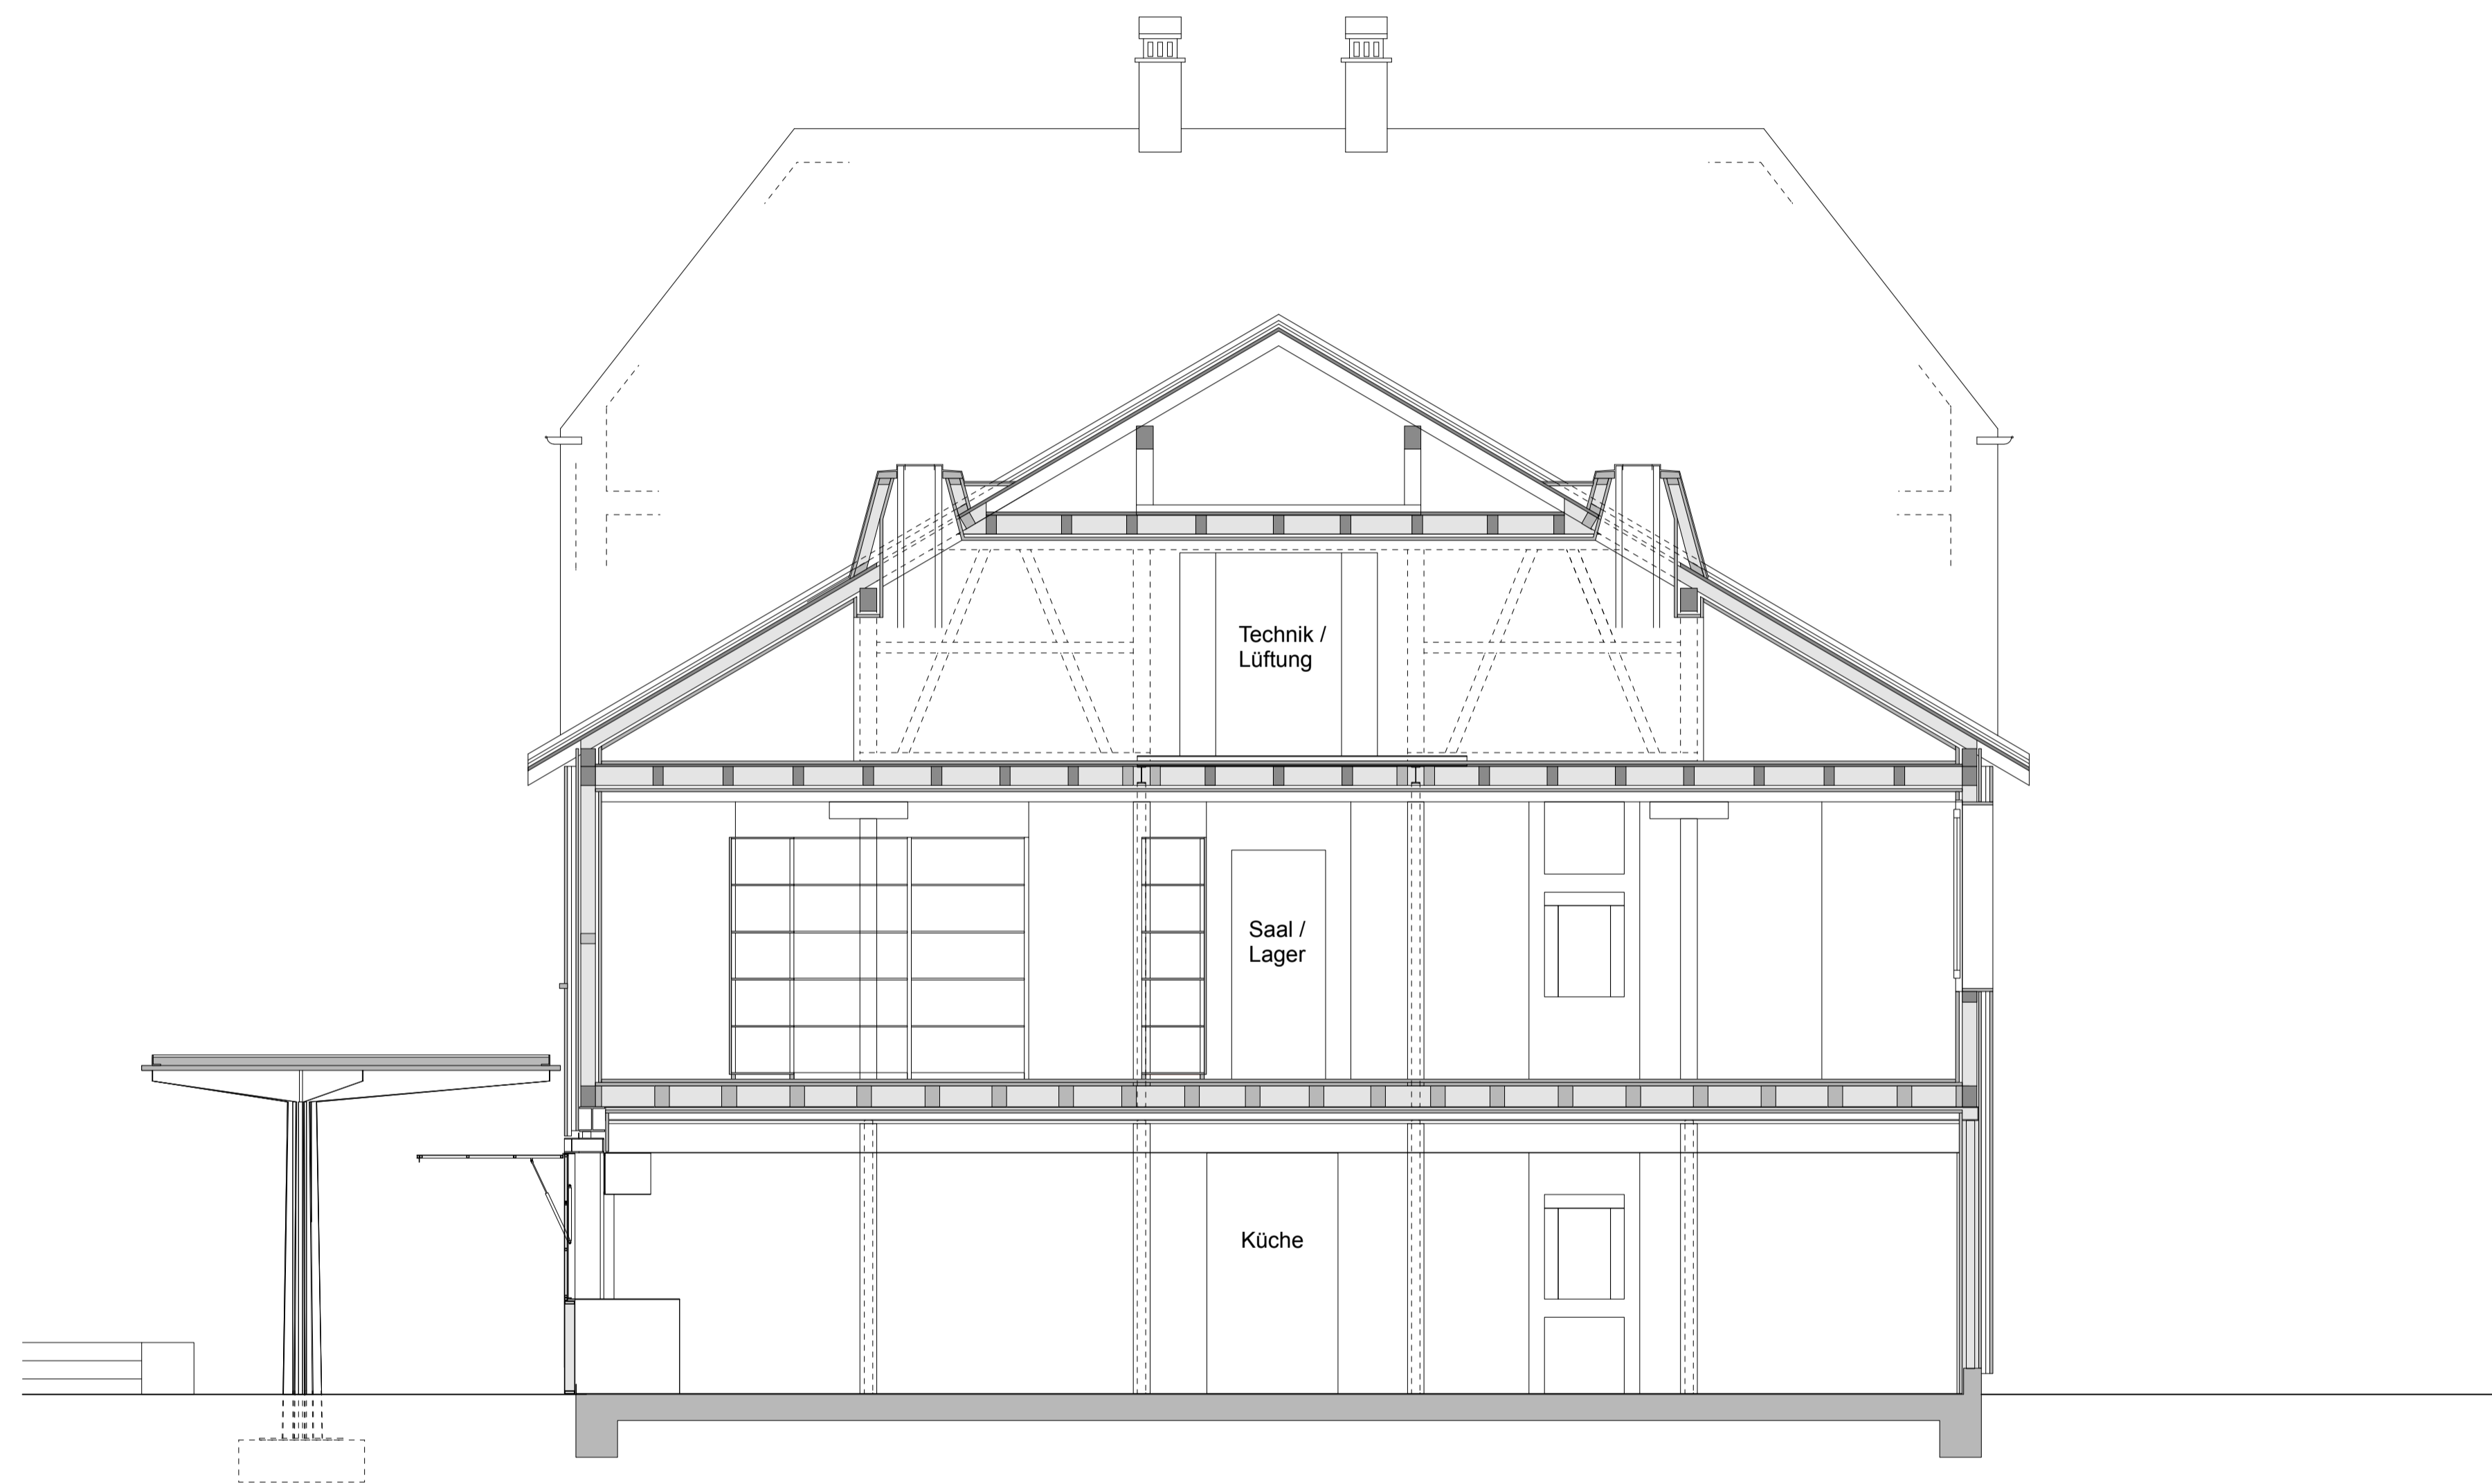 Technik /
Lüftung
Saal /
Lager
Küche